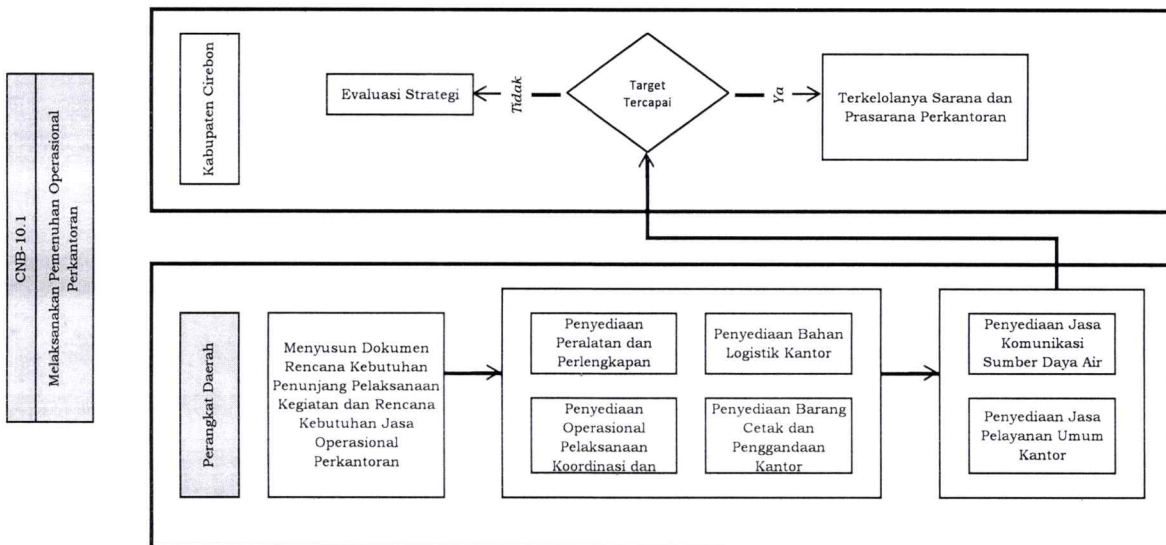 CNB-10.1
Melaksanakan Pemenuhan Operasional
Perkantoran
Kabupaten Cirebon
Evaluasi Strategi
Tidak
Target
Tercapai
Ya
Terkelolanya Sarana dan
Prasarana Perkantoran
Perangkat Daerah
Menyusun Dokumen
Rencana Kebutuhan
Penunjang Pelaksanaan
Kegiatan dan Rencana
Kebutuhan Jasa
Operasional
Perkantoran
Penyediaan
Peralatan dan
Perlengkapan
Penyediaan Bahan
Logistik Kantor
Penyediaan
Operasional
Pelaksanaan
Koordinasi dan
Penyediaan Barang
Cetak dan
Penggandaan
Kantor
Penyediaan Jasa
Komunikasi
Sumber Daya Air
Penyediaan Jasa
Pelayanan Umum
Kantor